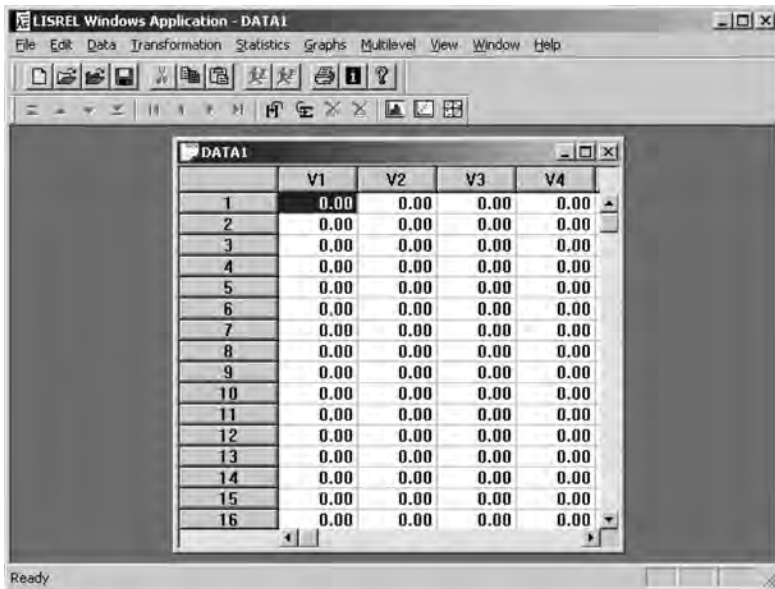 LISREL Windows Application - DATA1
File Edit Data Transformation Statistics Graphs Multilevel View Window Help
DATA1
V1 V2 V3 V4
1 0.00 0.00 0.00 0.00
2 0.00 0.00 0.00 0.00
3 0.00 0.00 0.00 0.00
4 0.00 0.00 0.00 0.00
5 0.00 0.00 0.00 0.00
6 0.00 0.00 0.00 0.00
7 0.00 0.00 0.00 0.00
8 0.00 0.00 0.00 0.00
9 0.00 0.00 0.00 0.00
10 0.00 0.00 0.00 0.00
11 0.00 0.00 0.00 0.00
12 0.00 0.00 0.00 0.00
13 0.00 0.00 0.00 0.00
14 0.00 0.00 0.00 0.00
15 0.00 0.00 0.00 0.00
16 0.00 0.00 0.00 0.00
Ready